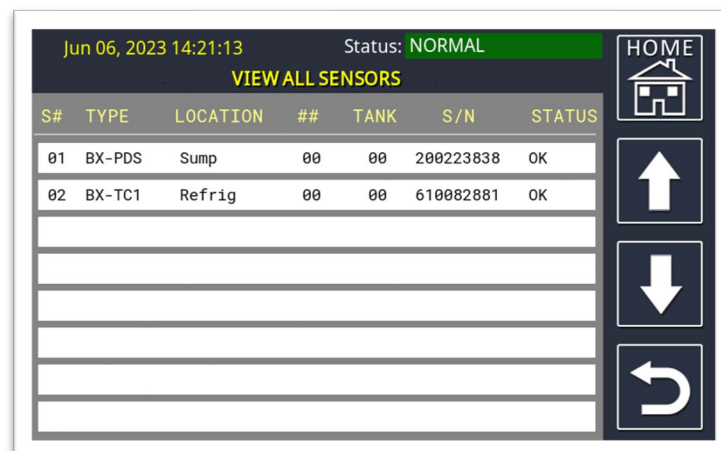 Jun 06, 2023 14:21:13 Status: NORMAL HOME
VIEW ALL SENSORS
S# TYPE LOCATION ## TANK S/N STATUS
01 BX-PDS Sump 00 00 200223838 OK
02 BX-TC1 Refrig 00 00 610082881 OK